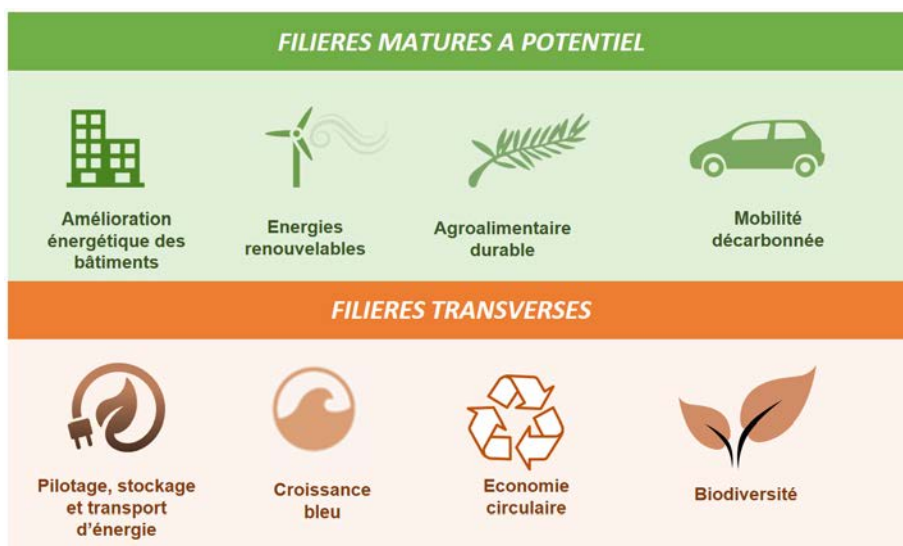 FILIERES MATURES A POTENTIEL
Amélioration
énergétique des
bâtiments
Energies
renouvelables
Agroalimentaire
durable
Mobilité
décarbonnée
FILIERES TRANSVERSES
Pilotage, stockage
et transport
d'énergie
Croissance
bleu
Economie
circulaire
Biodiversité